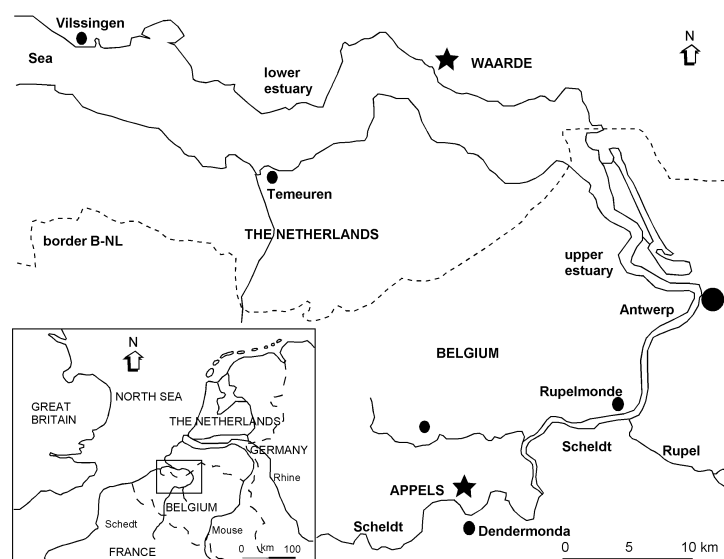 Vilssingen
Sea
lower
estuary
WAARDE
N
Temeuren
THE NETHERLANDS
border B-NL
upper
estuary
Antwerp
BELGIUM
Rupelmonde
Scheldt
Rupel
APPELS
Scheldt
Dendermonda
0 5 10 km
N
NORTH SEA
GREAT
BRITAIN
THE NETHERLANDS
GERMANY
Rhine
BELGIUM
Schedt
Mouse
FRANCE
0 km 100